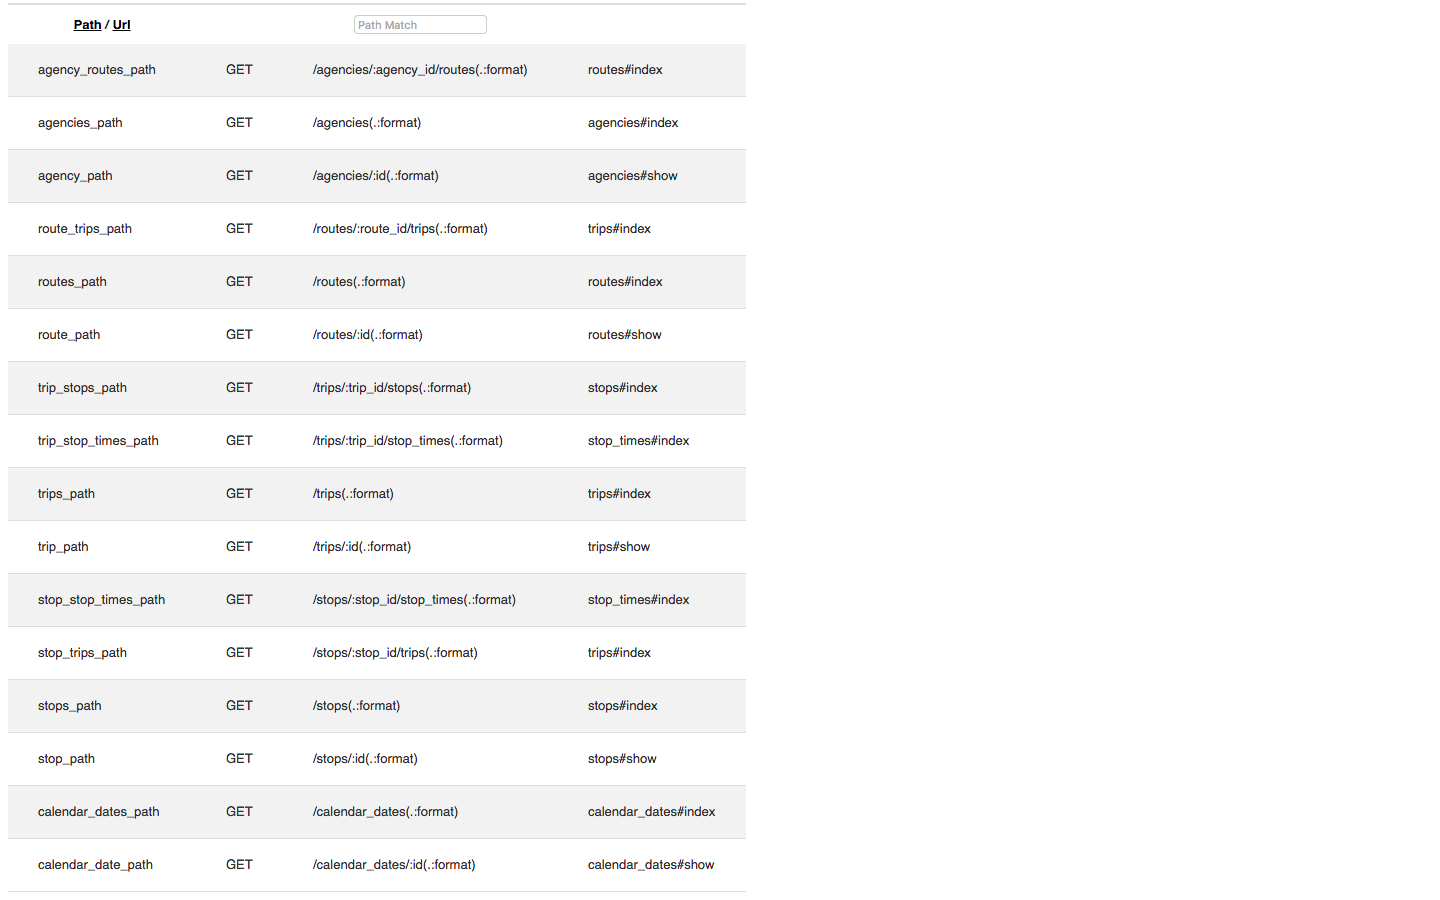 Path / Url Path Match
agency_routes_path GET /agencies/:agency_id/routes(.:format) routes#index
agencies_path GET /agencies(.:format) agencies#index
agency_path GET /agencies/:id(.:format) agencies#show
route_trips_path GET /routes/:route_id/trips(.:format) trips#index
routes_path GET /routes(.:format) routes#index
route_path GET /routes/:id(.:format) routes#show
trip_stops_path GET /trips/:trip_id/stops(.:format) stops#index
trip_stop_times_path GET /trips/:trip_id/stop_times(.:format) stop_times#index
trips_path GET /trips(.:format) trips#index
trip_path GET /trips/:id(.:format) trips#show
stop_stop_times_path GET /stops/:stop_id/stop_times(.:format) stop_times#index
stop_trips_path GET /stops/:stop_id/trips(.:format) trips#index
stops_path GET /stops(.:format) stops#index
stop_path GET /stops/:id(.:format) stops#show
calendar_dates_path GET /calendar_dates(.:format) calendar_dates#index
calendar_date_path GET /calendar_dates/:id(.:format) calendar_dates#show